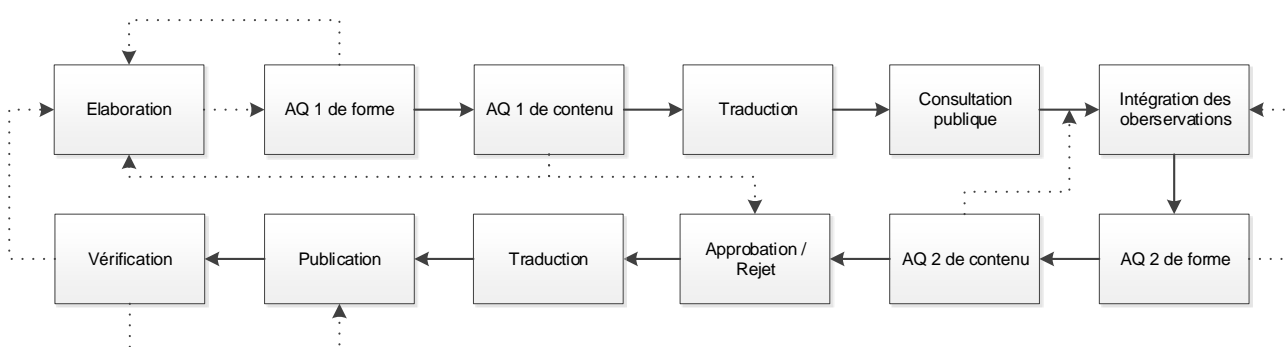 Elaboration
AQ 1 de forme
AQ 1 de contenu
Traduction
Consultation
publique
Intégration des
oberservations
Vérification
Publication
Traduction
Approbation /
Rejet
AQ 2 de contenu
AQ 2 de forme